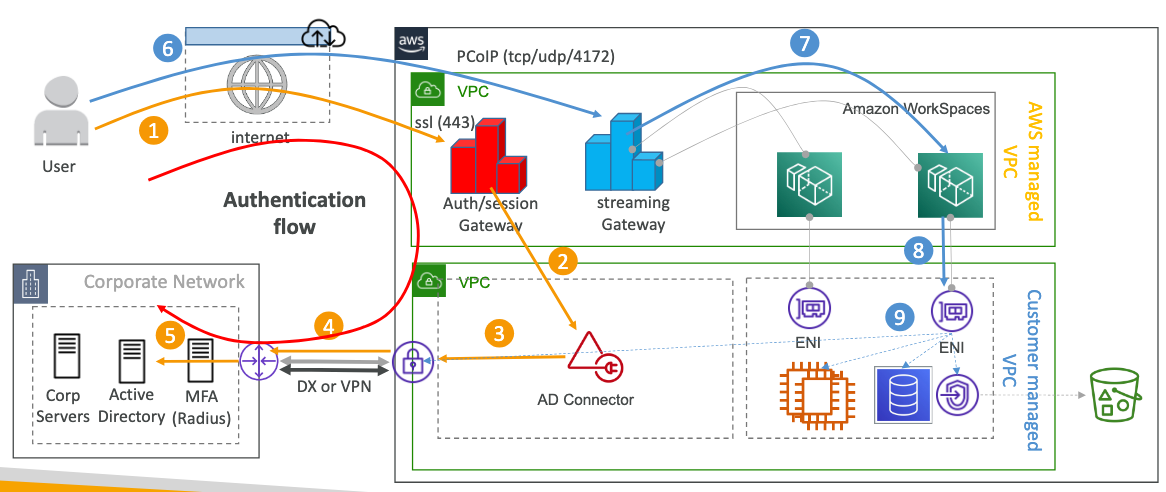 6
aws
PCoIP (tcp/udp/4172)
7
VPC
1
internet
ssl (443)
User
Amazon WorkSpaces
AWS managed
VPC
Authentication
flow
Auth/session
Gateway
streaming
Gateway
2
8
Corporate Network
VPC
5
4
3
9
ENI
ENI
Customer managed
VPC
DX or VPN
Corp
Servers
Active
Directory
MFA
(Radius)
AD Connector